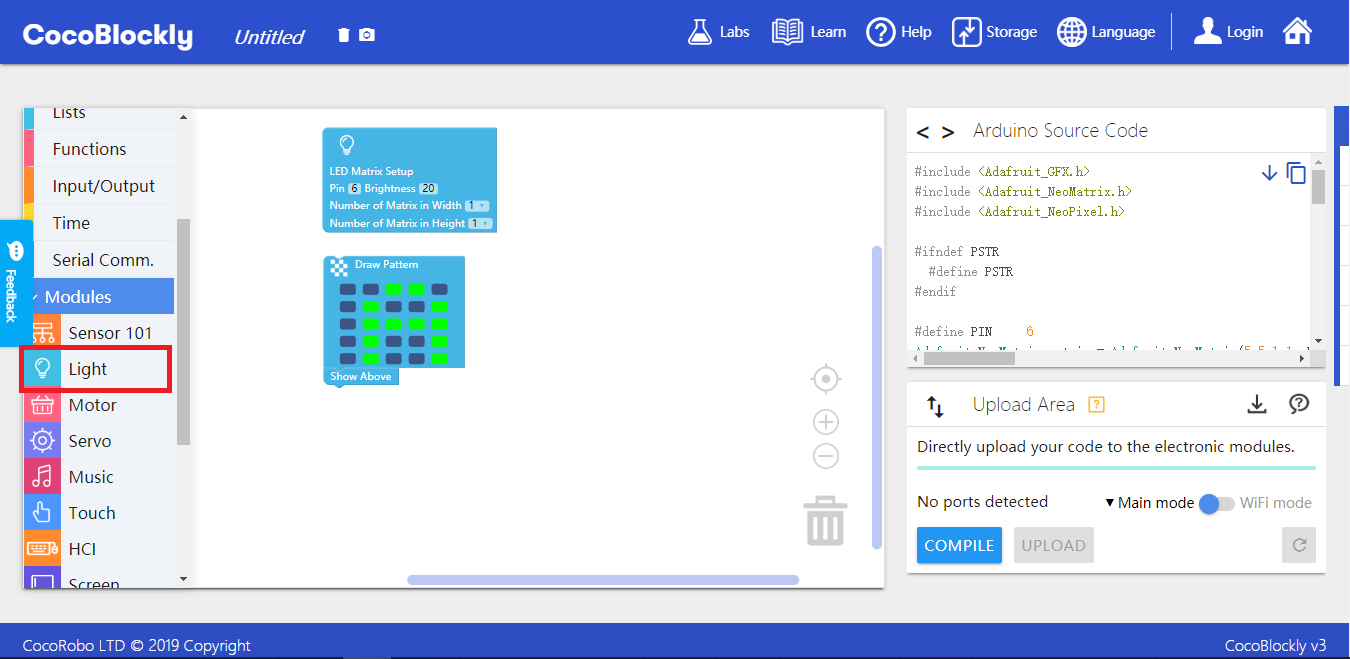 CocoBlockly
Untitled
Labs
Learn
Help
Storage
Language
Login
Lists
Functions
Input/Output
Time
Serial Comm.
Modules
Sensor 101
Light
Motor
Servo
Music
Touch
HCI
Screen
Feedback
LED Matrix Setup
Pin 6 Brightness 20
Number of Matrix in Width 1
Number of Matrix in Height 1
Draw Pattern
Show Above
< > Arduino Source Code
#include <Adafruit_GFX.h>
#include <Adafruit_NeoMatrix.h>
#include <Adafruit_NeoPixel.h>
#ifndef PSTR
#define PSTR
#endif
#define PIN 6
Upload Area ?
Directly upload your code to the electronic modules.
No ports detected
Main mode
WiFi mode
COMPILE
UPLOAD
CocoRobo LTD © 2019 Copyright
CocoBlockly v3